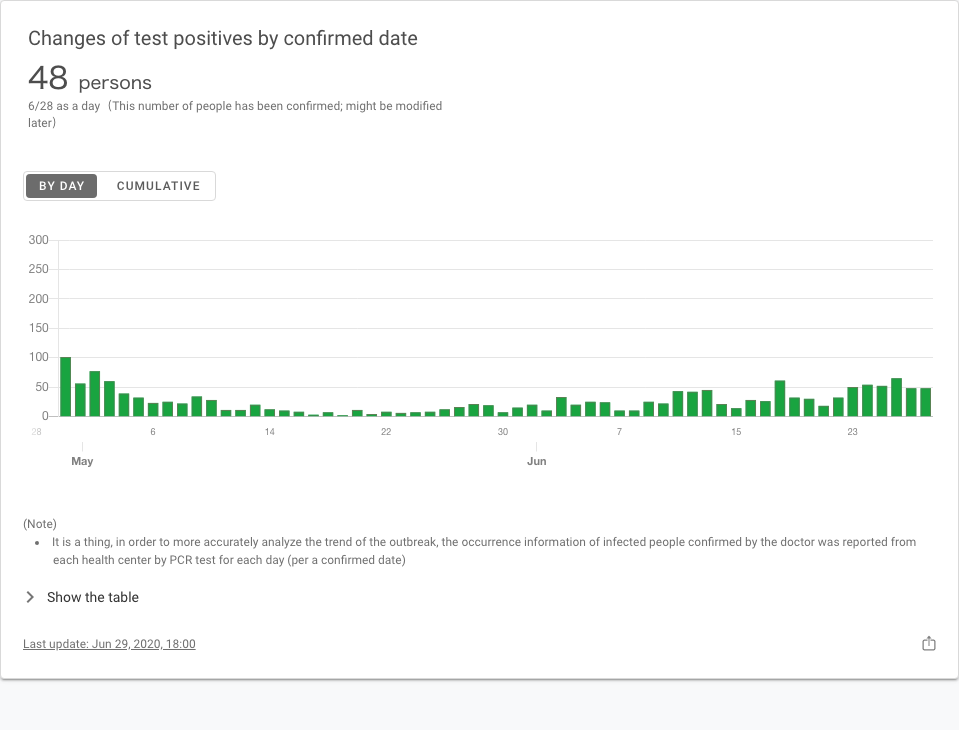 Changes of test positives by confirmed date
48 persons
6/28 as a day（This number of people has been confirmed; might be modified
later）
BY DAY CUMULATIVE
300
250
200
150
100
50
0
28 6 14 22 30 7 15 23
May Jun
(Note)
• It is a thing, in order to more accurately analyze the trend of the outbreak, the occurrence information of infected people confirmed by the doctor was reported from
each health center by PCR test for each day (per a confirmed date)
Show the table
Last update: Jun 29, 2020, 18:00